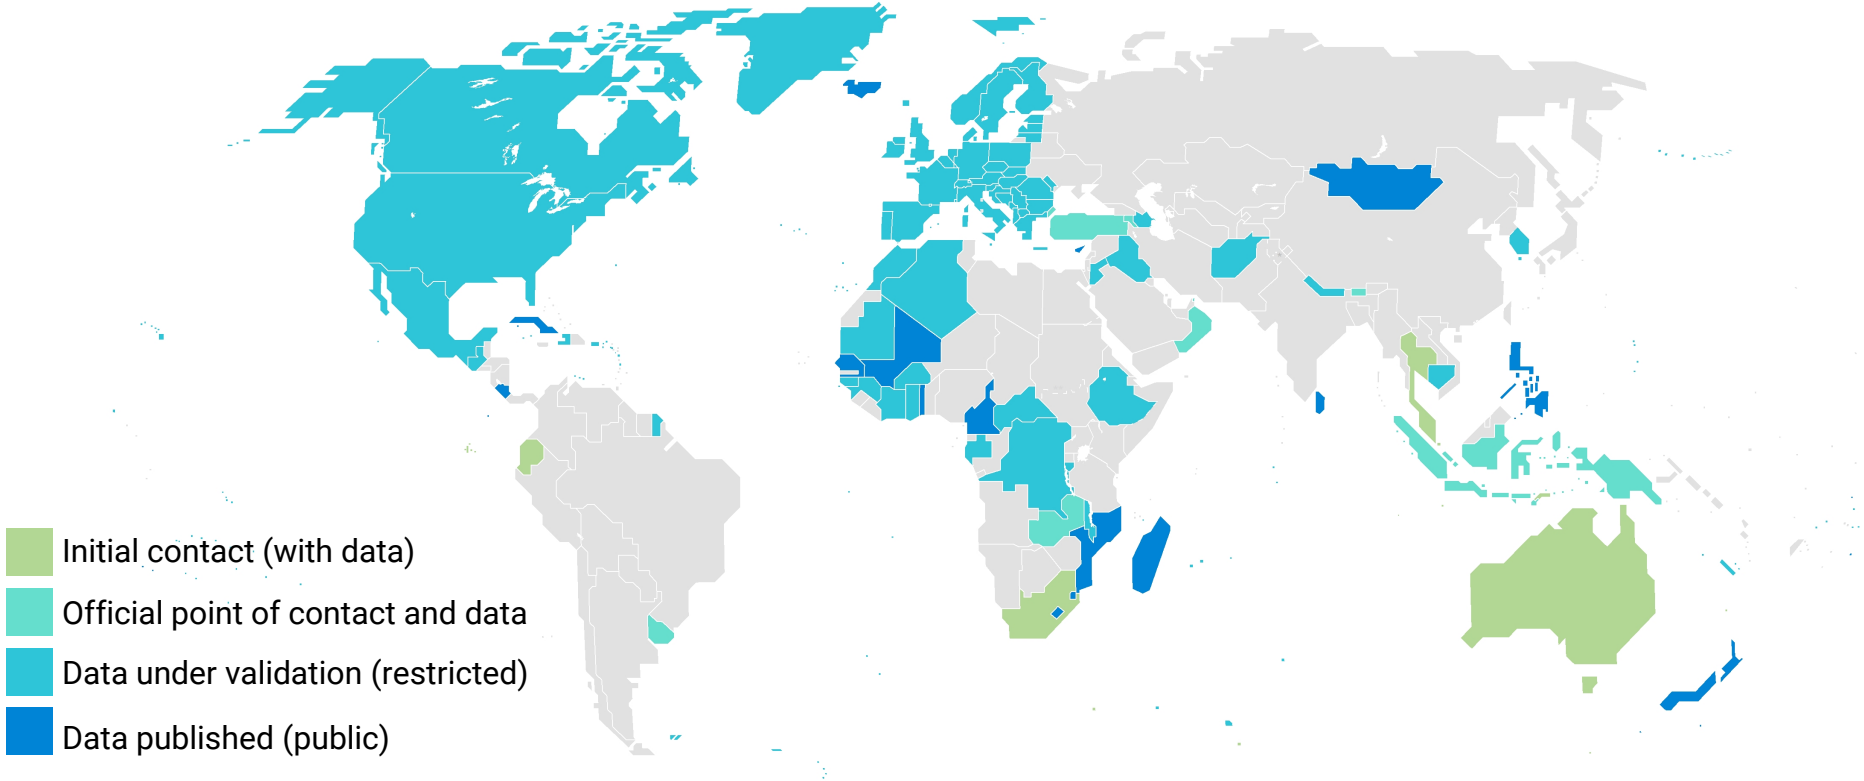 Initial contact (with data)
Official point of contact and data
Data under validation (restricted)
Data published (public)